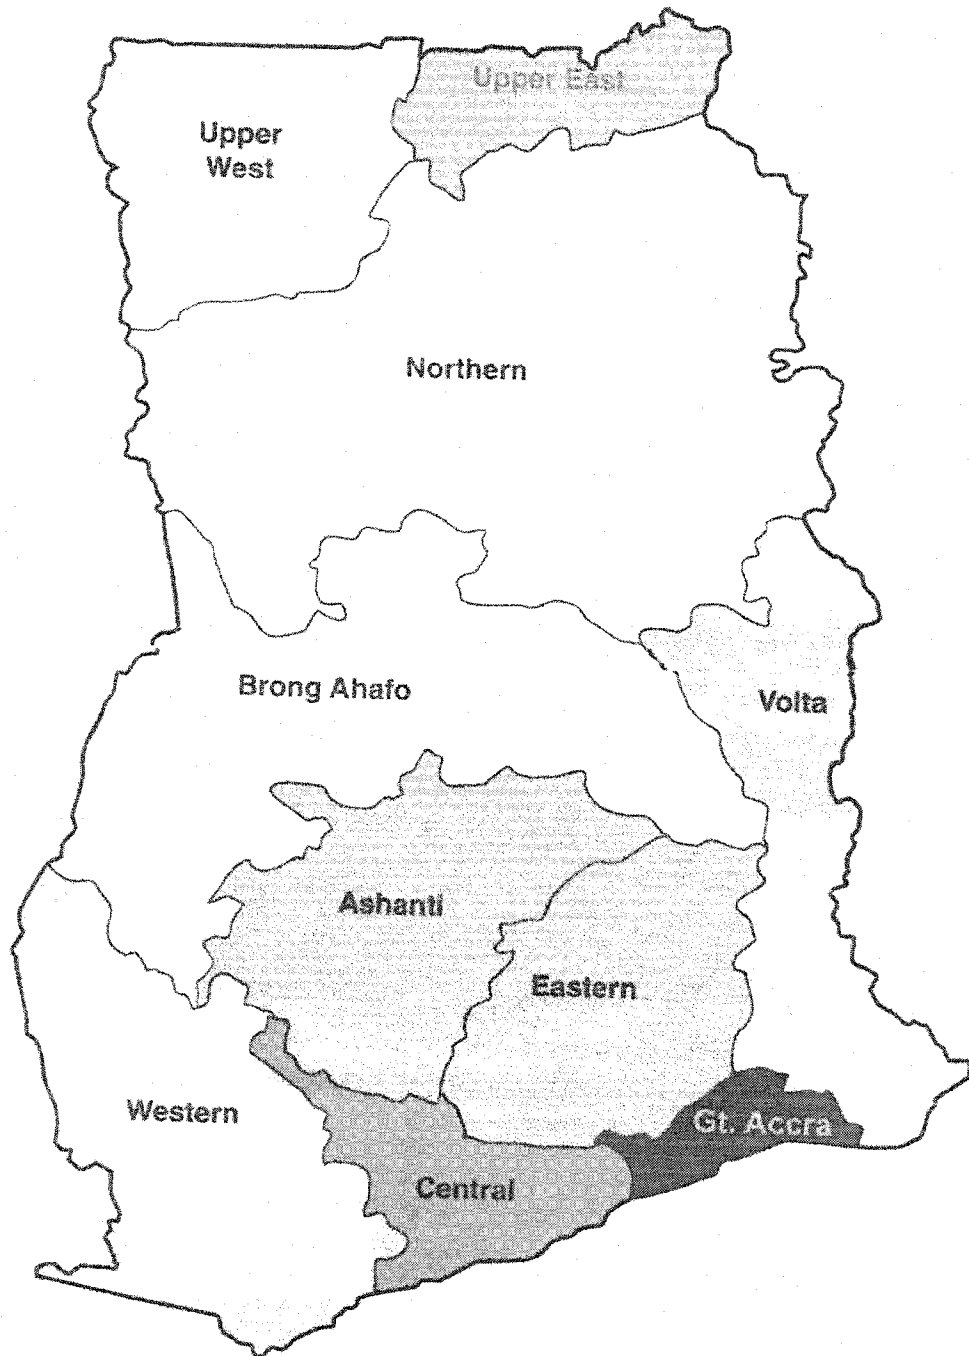 Upper East
Upper
West
Northern
Brong Ahafo
Volta
Ashanti
Eastern
Western
Gt. Accra
Central